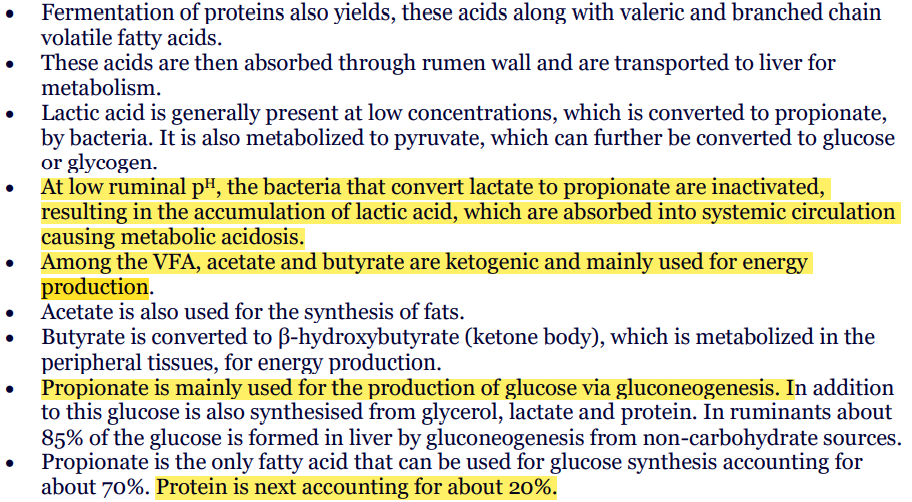 • Fermentation of proteins also yields, these acids along with valeric and branched chain
volatile fatty acids.
• These acids are then absorbed through rumen wall and are transported to liver for
metabolism.
• Lactic acid is generally present at low concentrations, which is converted to propionate,
by bacteria. It is also metabolized to pyruvate, which can further be converted to glucose
or glycogen.
• At low ruminal pᴴ, the bacteria that convert lactate to propionate are inactivated,
resulting in the accumulation of lactic acid, which are absorbed into systemic circulation
causing metabolic acidosis.
• Among the VFA, acetate and butyrate are ketogenic and mainly used for energy
production.
• Acetate is also used for the synthesis of fats.
• Butyrate is converted to β-hydroxybutyrate (ketone body), which is metabolized in the
peripheral tissues, for energy production.
• Propionate is mainly used for the production of glucose via gluconeogenesis. In addition
to this glucose is also synthesised from glycerol, lactate and protein. In ruminants about
85% of the glucose is formed in liver by gluconeogenesis from non-carbohydrate sources.
• Propionate is the only fatty acid that can be used for glucose synthesis accounting for
about 70%. Protein is next accounting for about 20%.